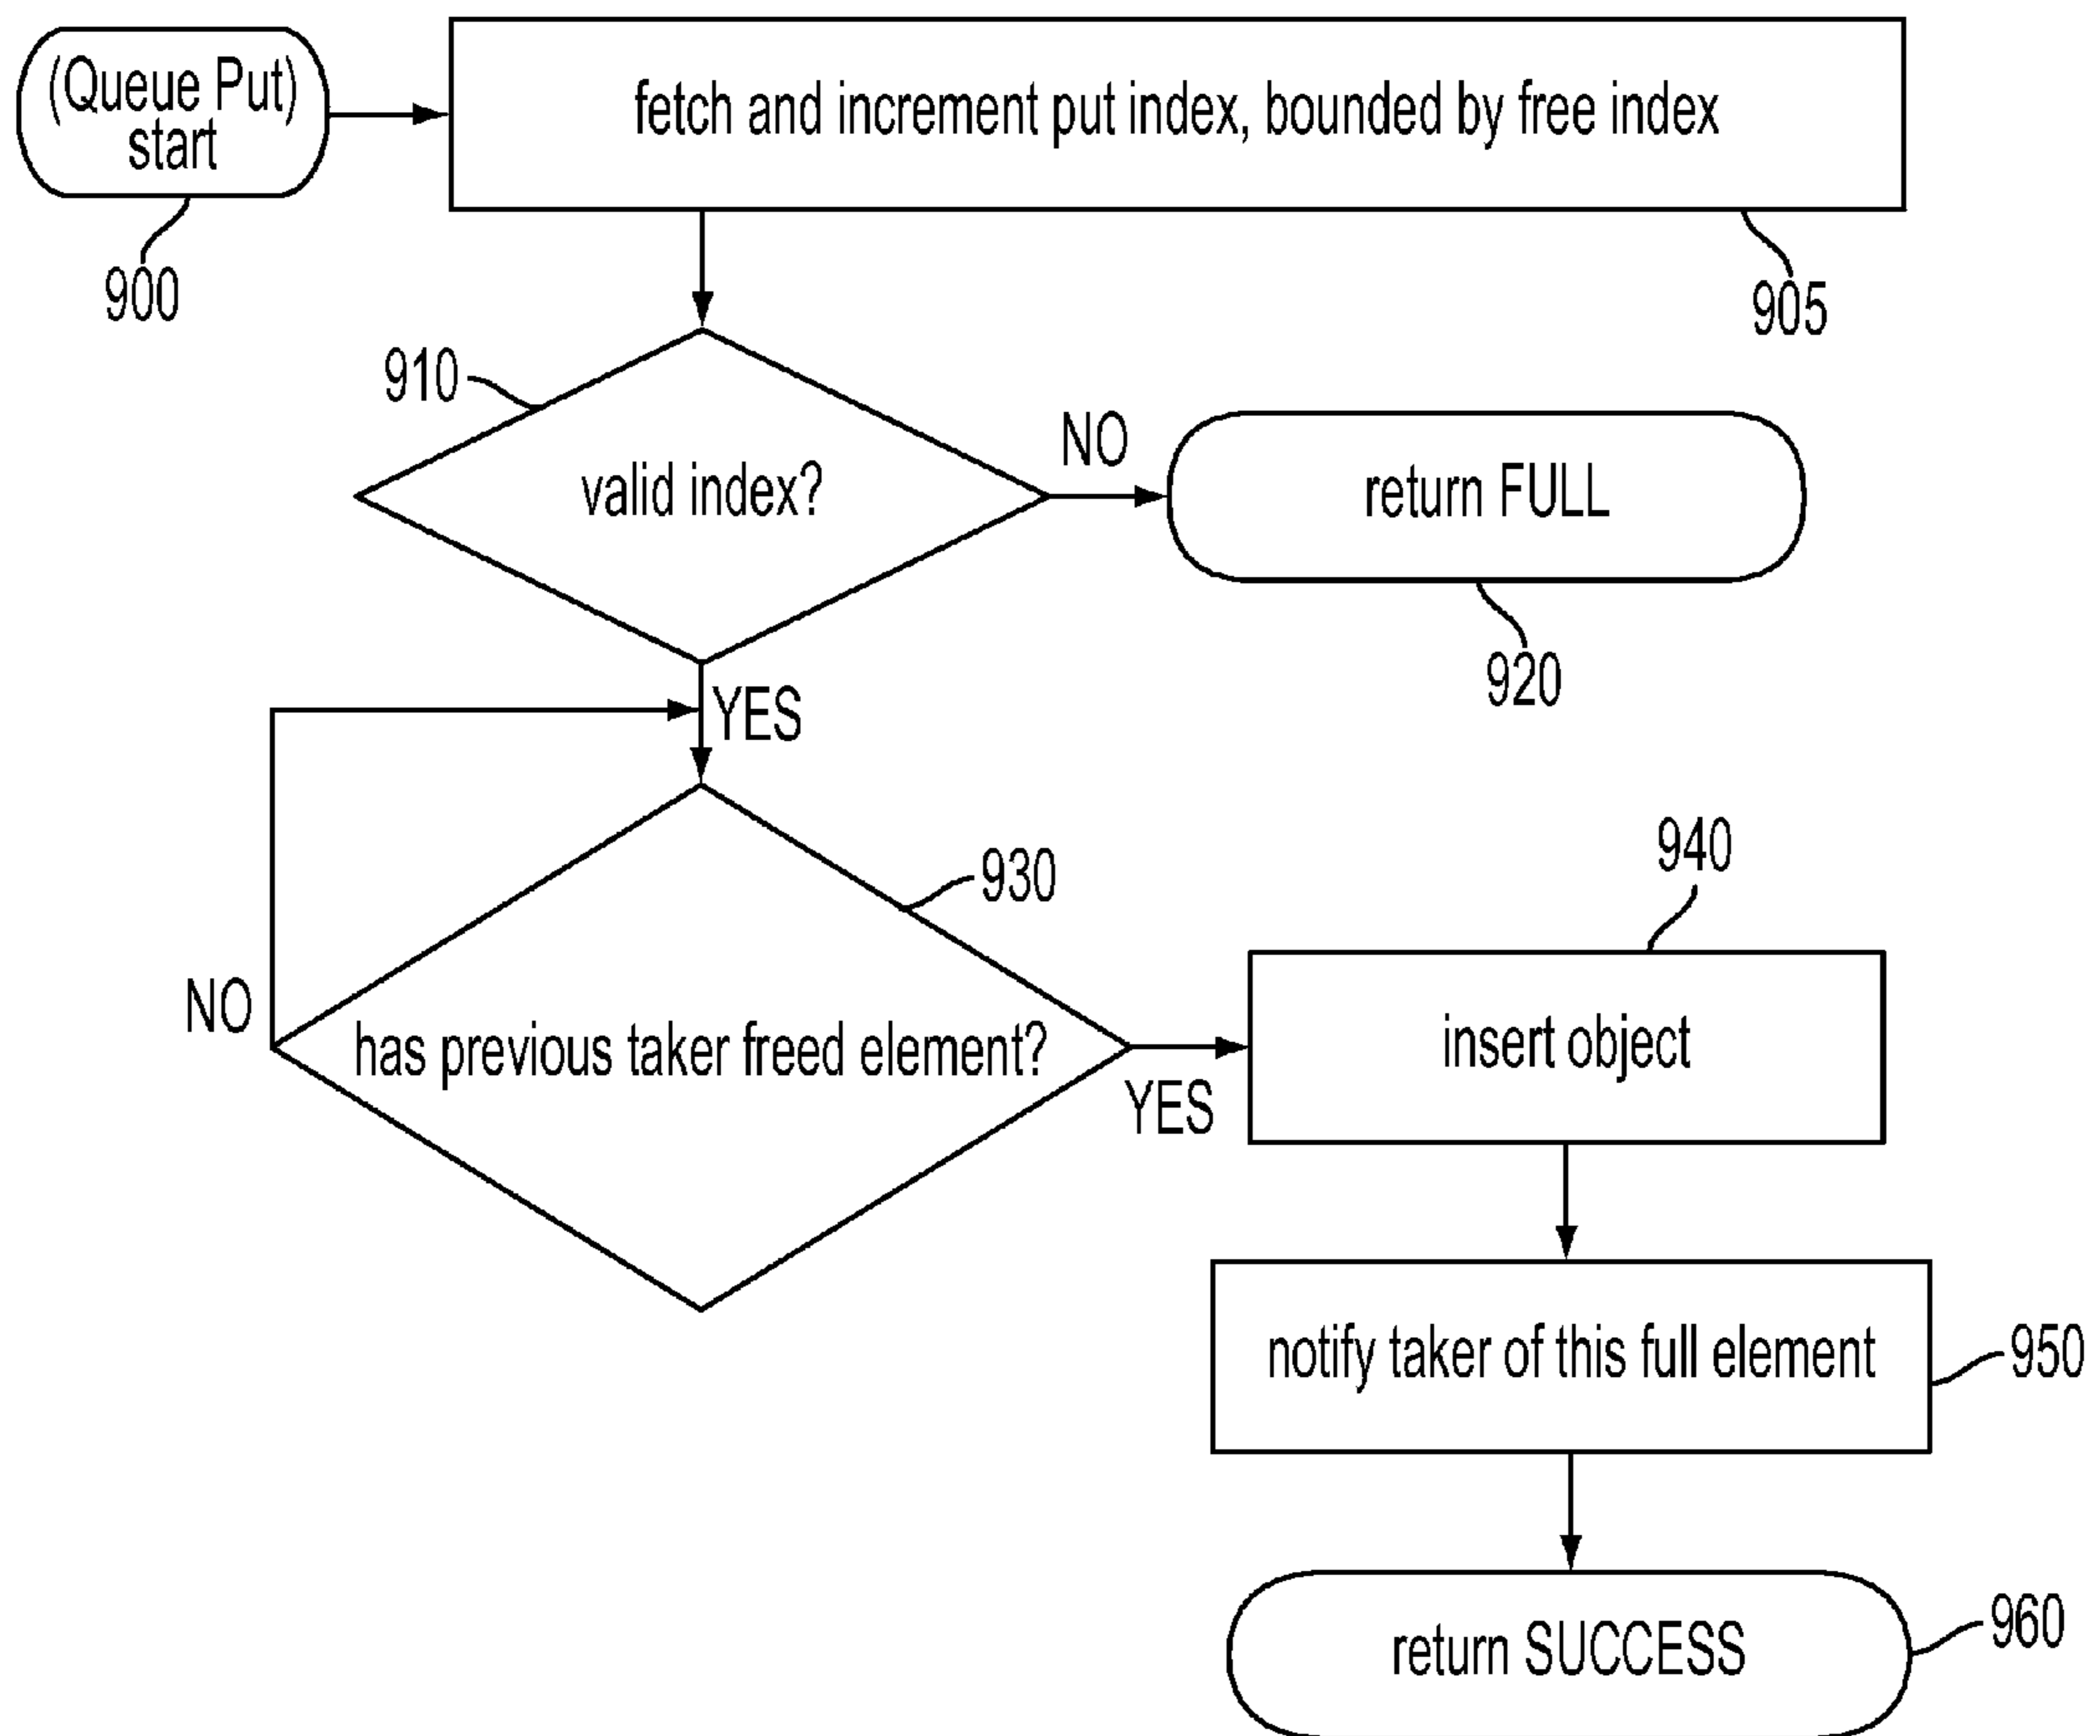 (Queue Put)
start
900
fetch and increment put index, bounded by free index
905
910
valid index?
NO
return FULL
920
YES
930
has previous taker freed element?
NO
YES
940
insert object
notify taker of this full element
950
return SUCCESS
960